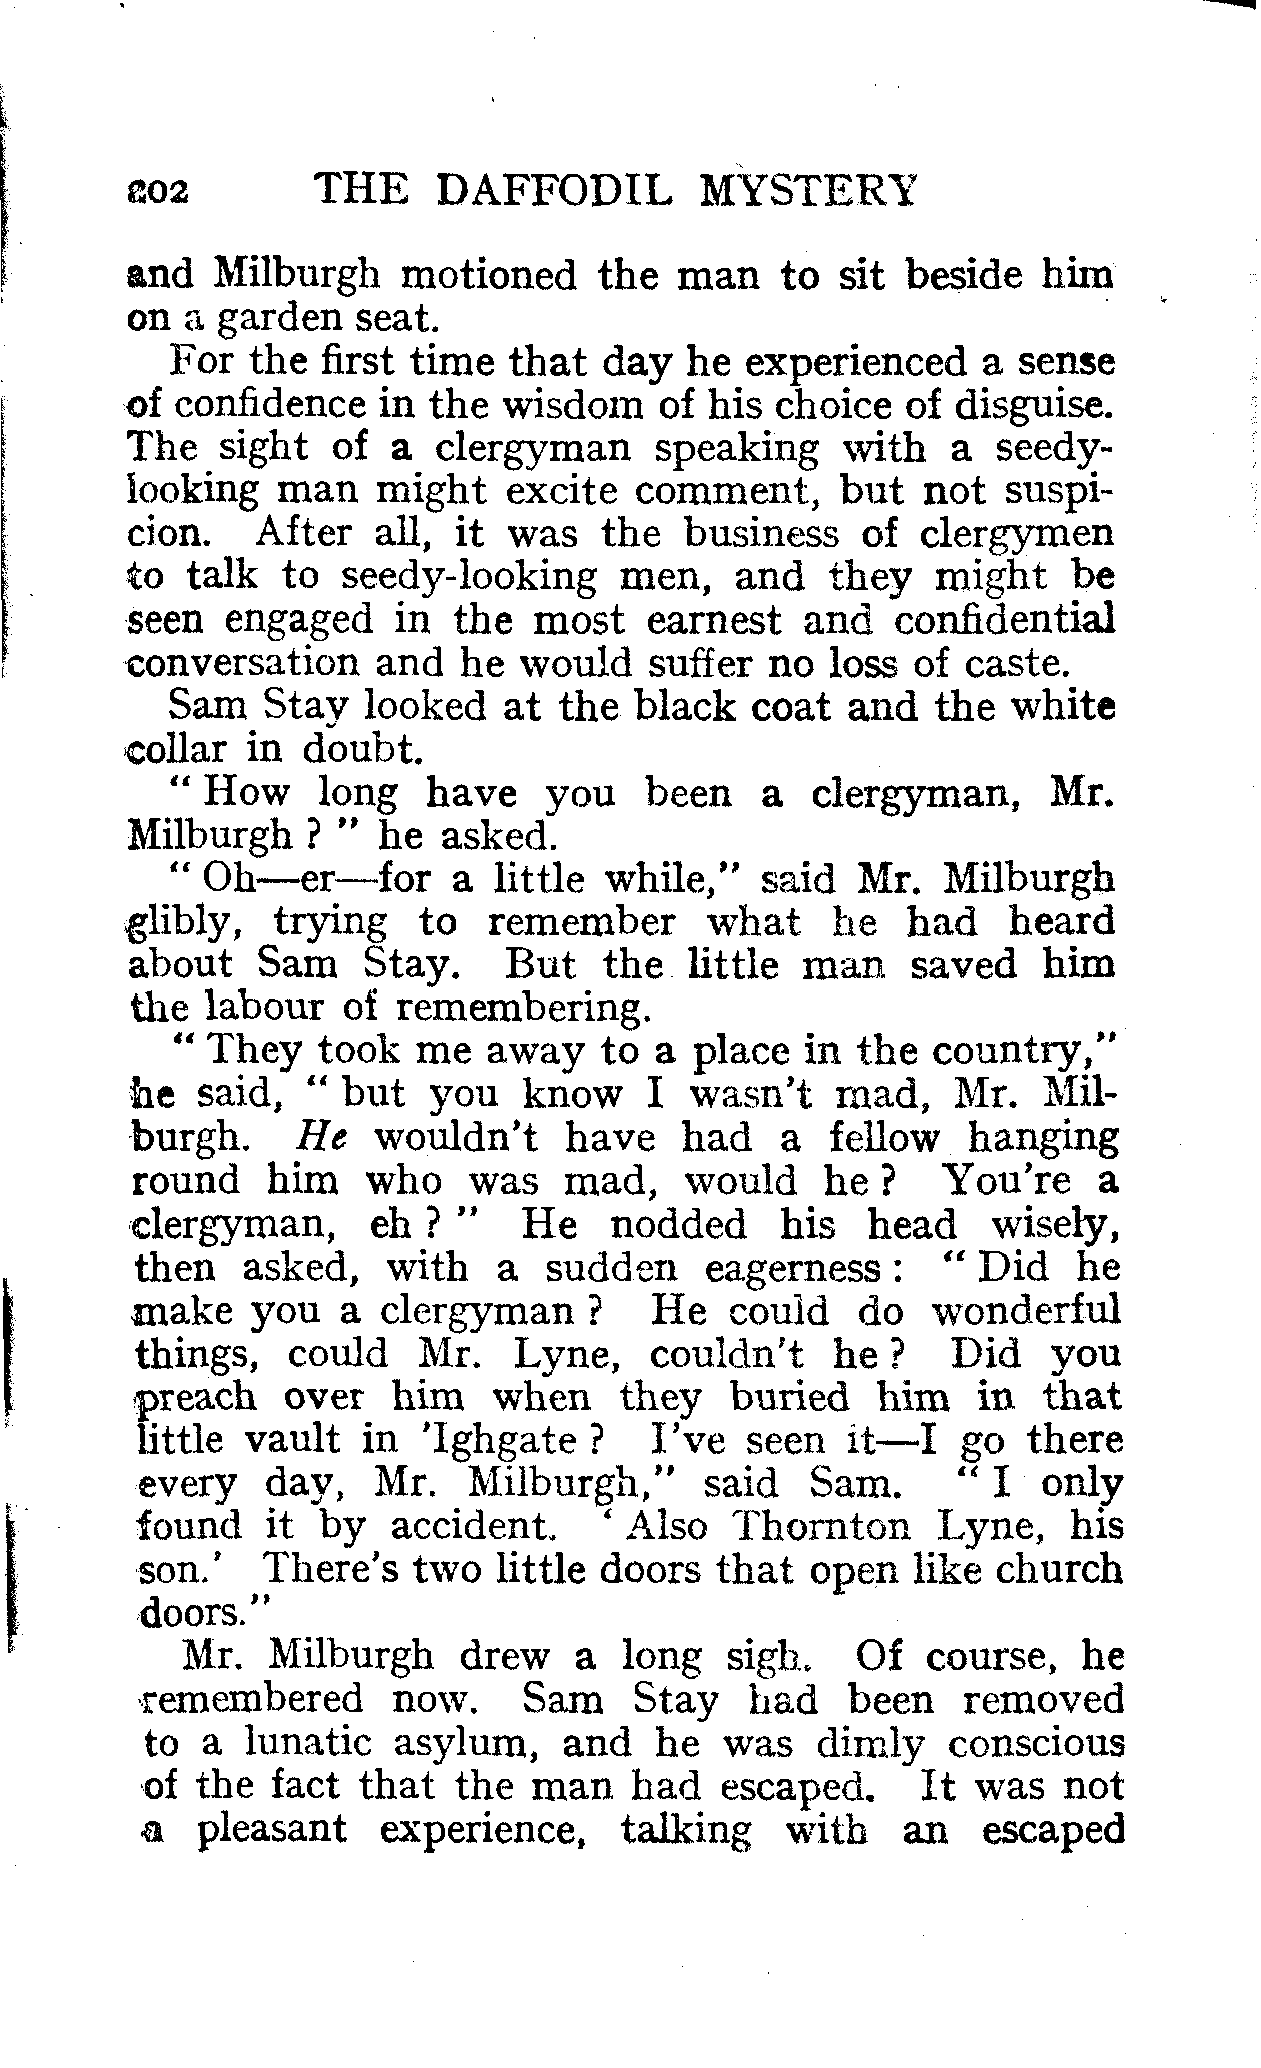 202 THE DAFFODIL MYSTERY
and Milburgh motioned the man to sit beside him
on a garden seat.
For the first time that day he experienced a sense
of confidence in the wisdom of his choice of disguise.
The sight of a clergyman speaking with a seedy-
looking man might excite comment, but not suspi-
cion. After all, it was the business of clergymen
to talk to seedy-looking men, and they might be
seen engaged in the most earnest and confidential
conversation and he would suffer no loss of caste.
Sam Stay looked at the black coat and the white
collar in doubt.
" How long have you been a clergyman, Mr.
Milburgh ? " he asked.
" Oh—er—for a little while," said Mr. Milburgh
glibly, trying to remember what he had heard
about Sam Stay. But the little man saved him
the labour of remembering.
" They took me away to a place in the country,"
he said, " but you know I wasn't mad, Mr. Mil-
burgh. He wouldn't have had a fellow hanging
round him who was mad, would he ? You're a
clergyman, eh ? " He nodded his head wisely,
then asked, with a sudden eagerness : " Did he
make you a clergyman ? He could do wonderful
things, could Mr. Lyne, couldn't he ? Did you
preach over him when they buried him in that
little vault in 'Ighgate ? I've seen it—I go there
every day, Mr. Milburgh," said Sam. " I only
found it by accident. ' Also Thornton Lyne, his
son.' There's two little doors that open like church
doors."
Mr. Milburgh drew a long sigh. Of course, he
remembered now. Sam Stay had been removed
to a lunatic asylum, and he was dimly conscious
of the fact that the man had escaped. It was not
a pleasant experience, talking with an escaped